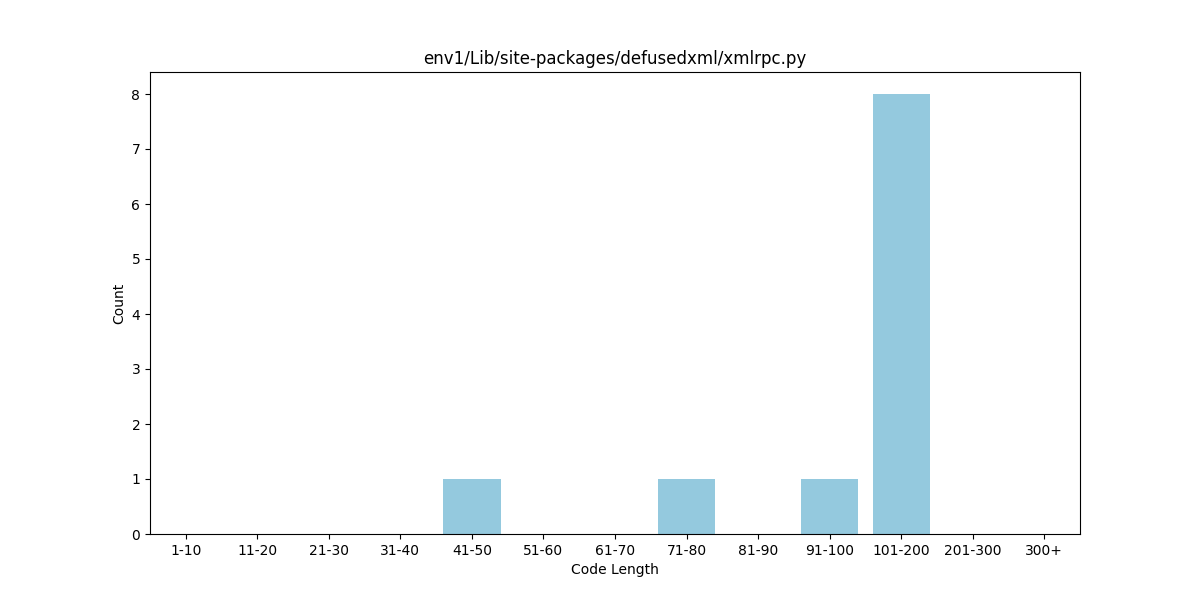 env1/Lib/site-packages/defusedxml/xmlrpc.py
8
7
6
5
4
3
2
1
0
Count
1-10 11-20 21-30 31-40 41-50 51-60 61-70 71-80 81-90 91-100 101-200 201-300 300+
Code Length